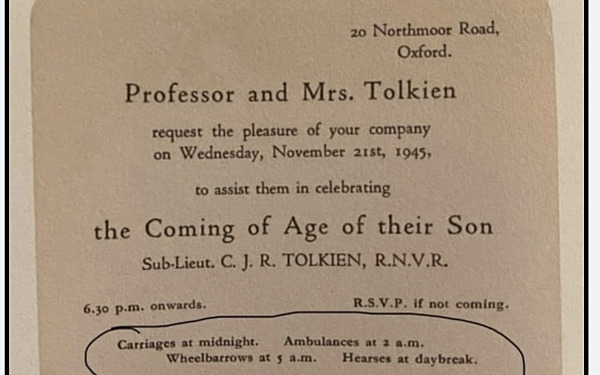 20 Northmoor Road,
Oxford.
Professor and Mrs. Tolkien
request the pleasure of your company
on Wednesday, November 21st, 1945,
to assist them in celebrating
the Coming of Age of their Son
Sub-Lieut. C. J. R. TOLKIEN, R.N.V.R.
6.30 p.m. onwards. R.S.V.P. if not coming.
Carriages at midnight. Ambulances at 2 a.m.
Wheelbarrows at 5 a.m. Hearses at daybreak.